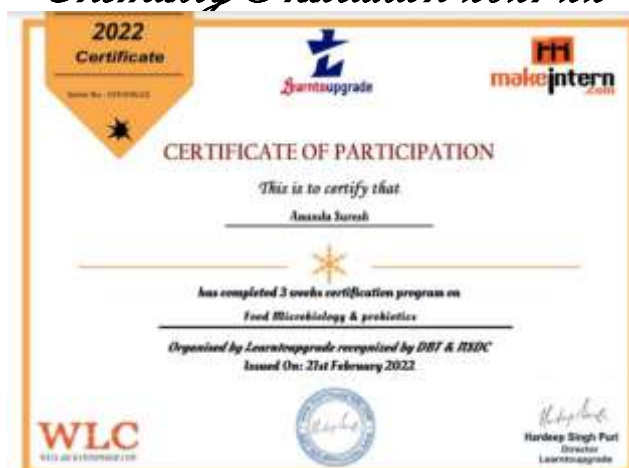 2022
Certificate
Learntoupgrade
makeintern
.com
CERTIFICATE OF PARTICIPATION
This is to certify that
Ananda Suresh
has completed 3 weeks certification program on
Food Microbiology & probiotics
Organised by Learntoupgrade recognized by DBT & NSDC
Issued On: 21st February 2022
WLC
Hardeep Singh Puri
Director
Learntoupgrade